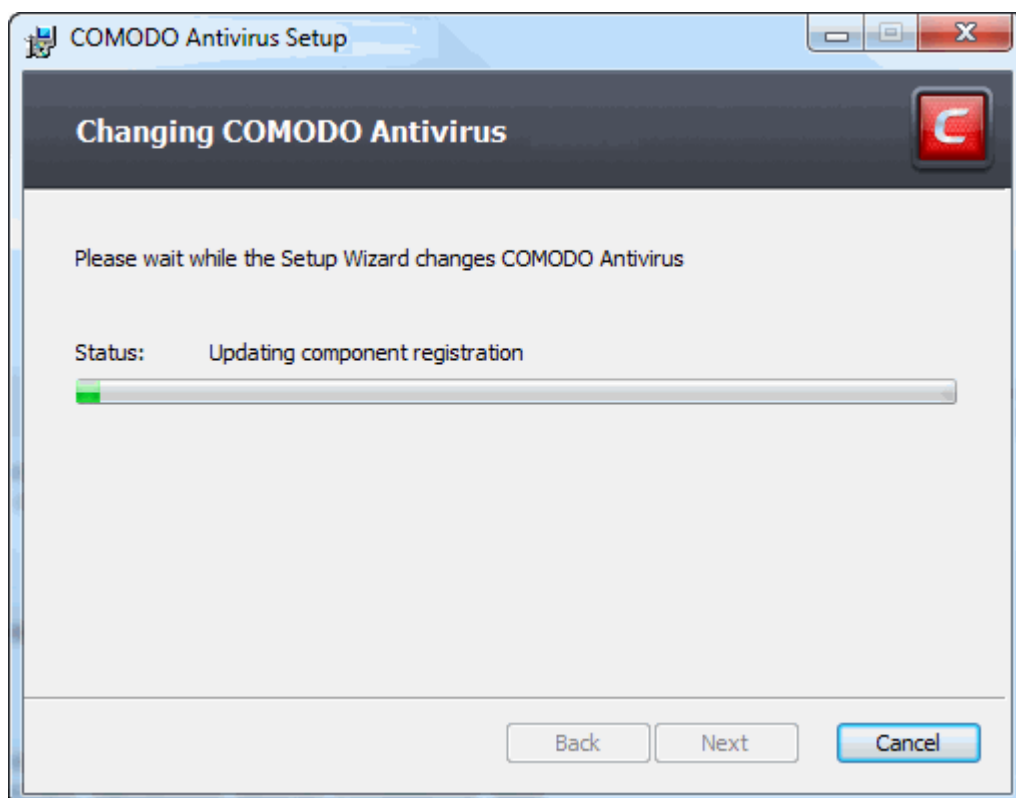 COMODO Antivirus Setup
Changing COMODO Antivirus
Please wait while the Setup Wizard changes COMODO Antivirus
Status: Updating component registration
Back Next Cancel